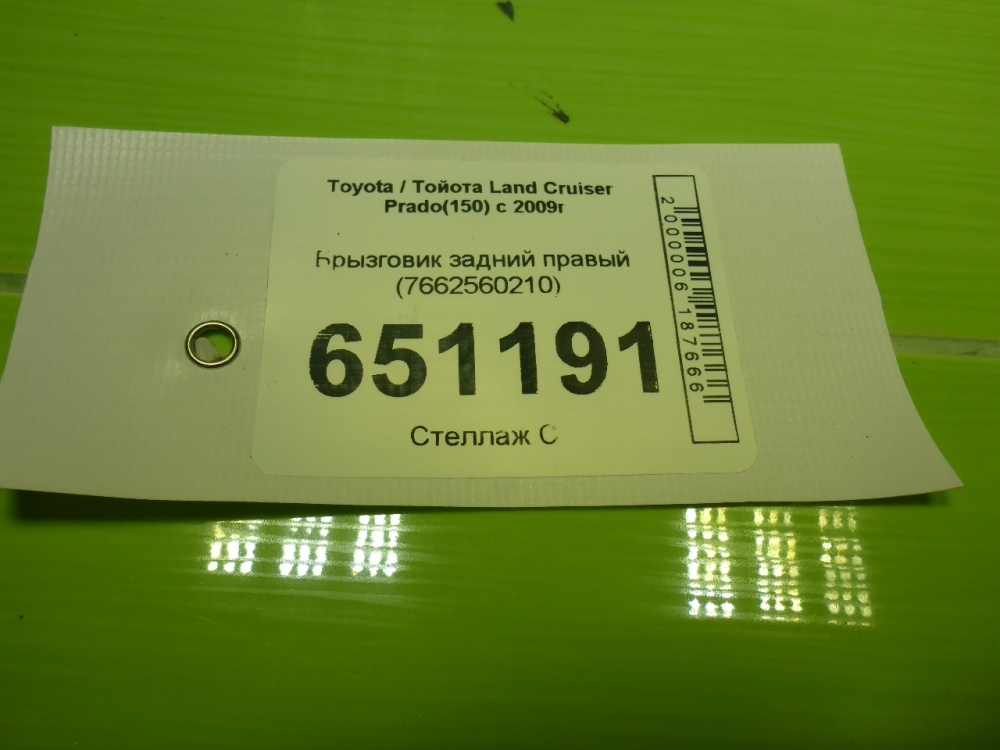 Toyota / Тойота Land Cruiser
Prado(150) с 2009г
Брызговик задний правый
(7662560210)
651191
Стеллаж С
2000006187666